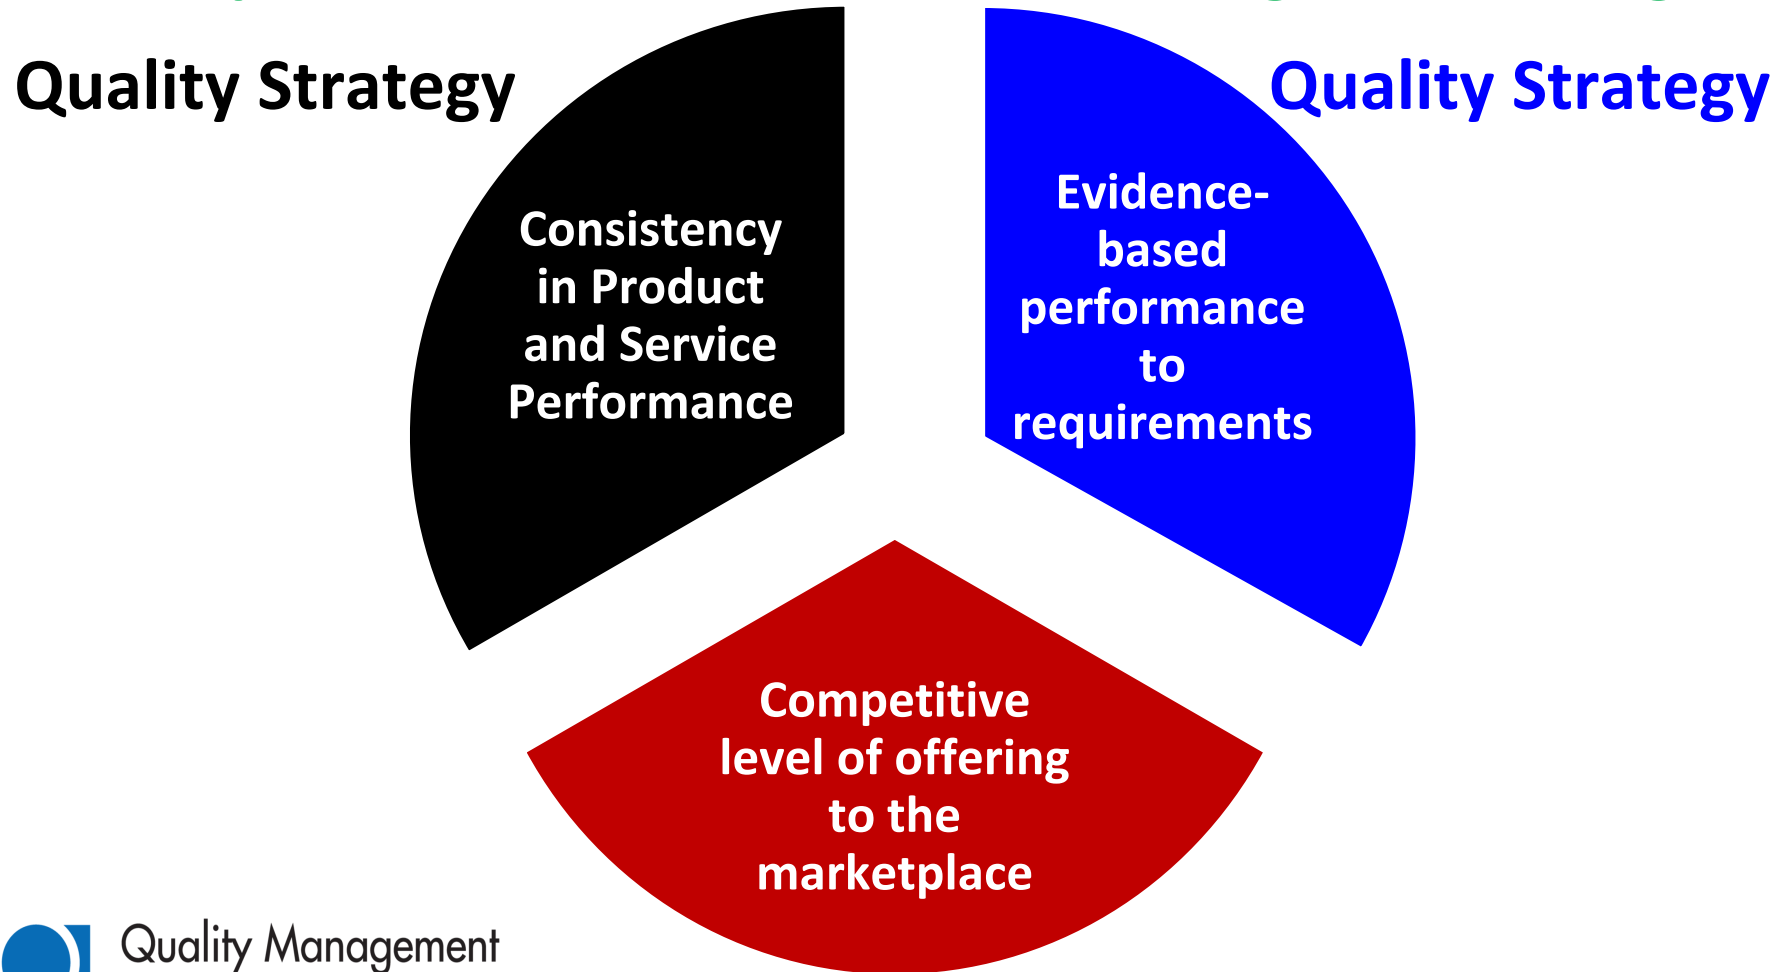 Quality Strategy
Quality Strategy
Consistency
in Product
and Service
Performance
Evidence-
based
performance
to
requirements
Competitive
level of offering
to the
marketplace
Quality Management